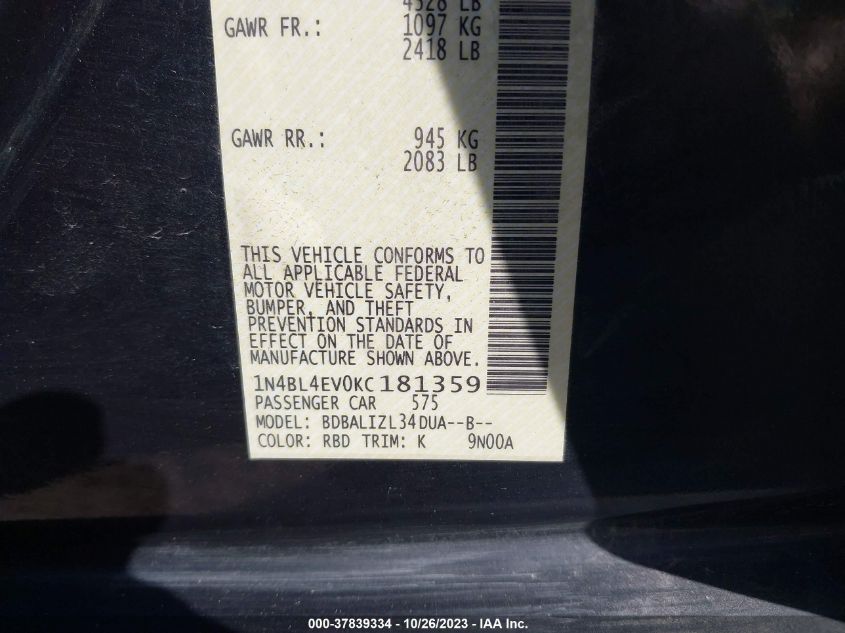 4328 LB
GAWR FR.: 1097 KG
2418 LB
GAWR RR.: 945 KG
2083 LB
THIS VEHICLE CONFORMS TO
ALL APPLICABLE FEDERAL
MOTOR VEHICLE SAFETY,
BUMPER, AND THEFT
PREVENTION STANDARDS IN
EFFECT ON THE DATE OF
MANUFACTURE SHOWN ABOVE.
1N4BL4EV0KC181359
PASSENGER CAR 575
MODEL: BDBALIZL34DUA--B--
COLOR: RBD TRIM: K 9N00A
000-37839334 - 10/26/2023 - IAA Inc.